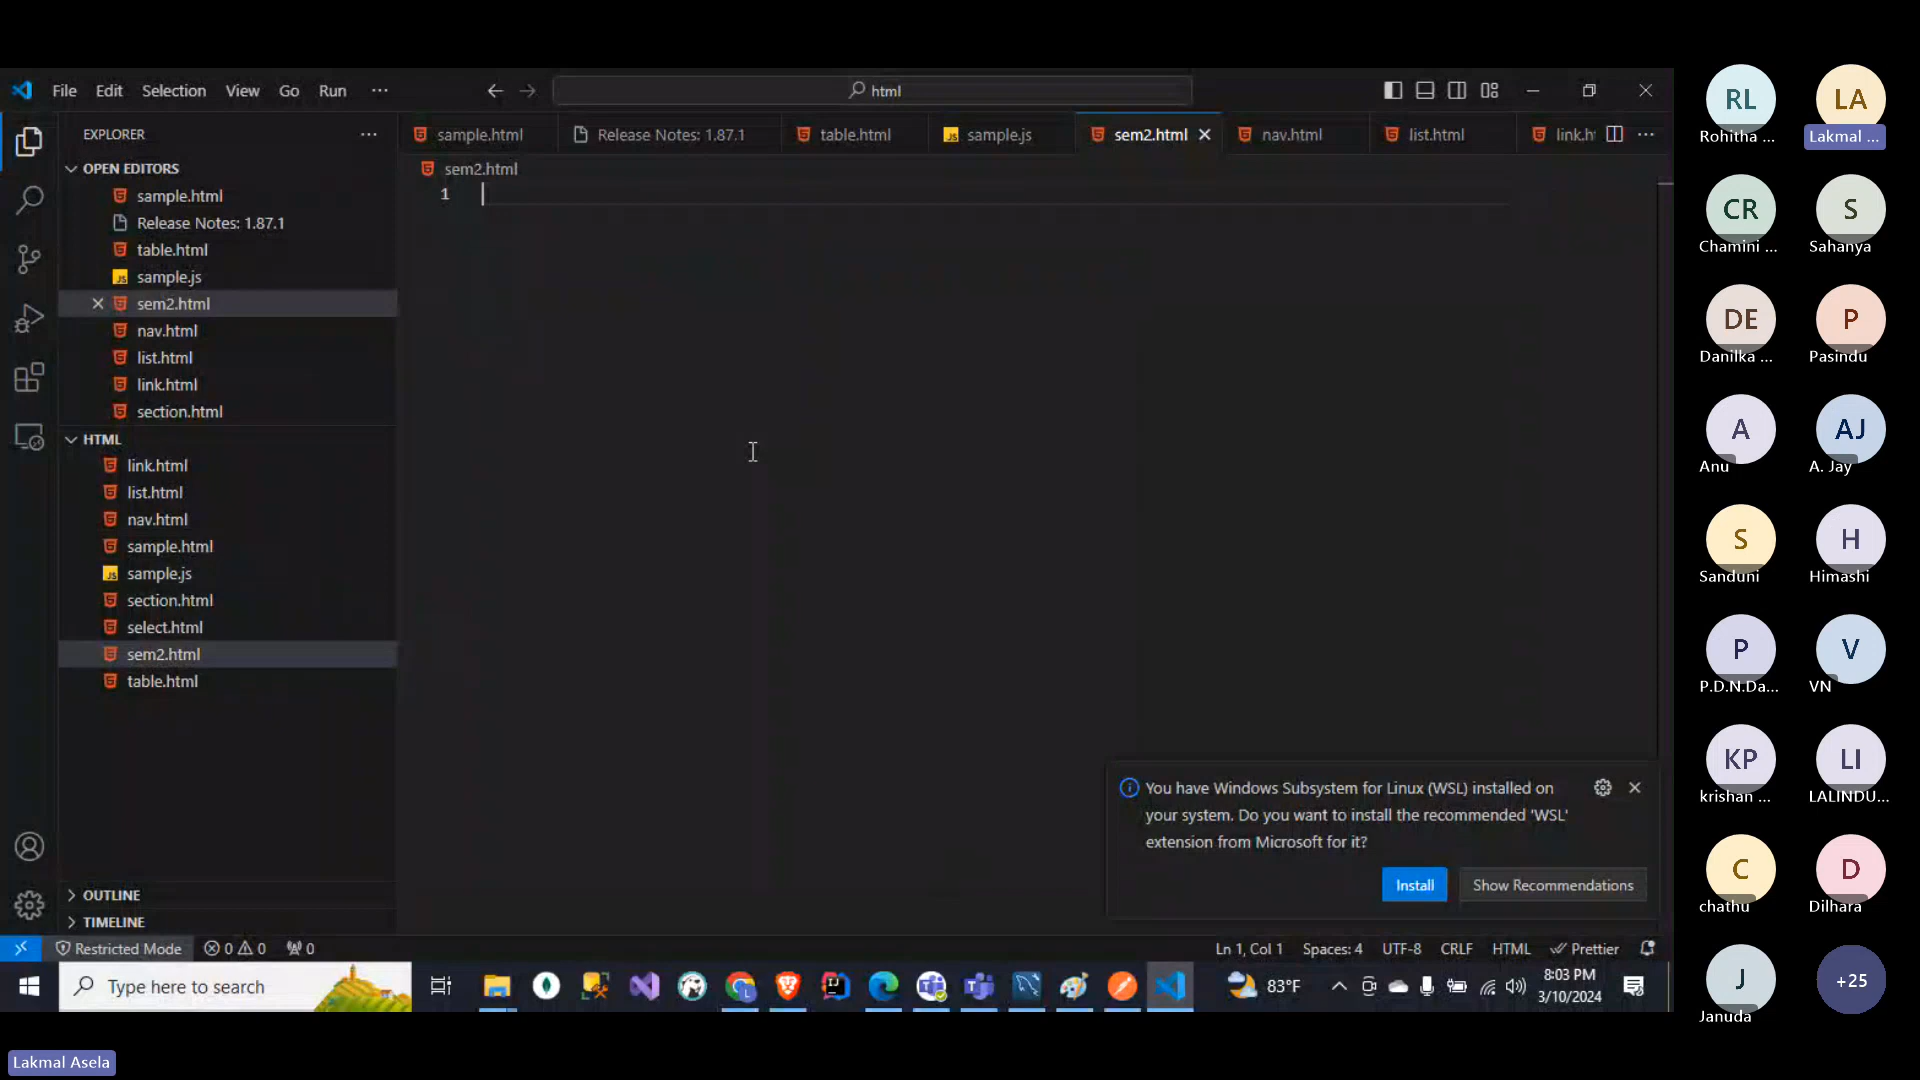 File Edit Selection View Go Run ···
html
EXPLORER ···
OPEN EDITORS
sample.html
Release Notes: 1.87.1
table.html
sample.js
sem2.html
nav.html
list.html
link.html
section.html
HTML
link.html
list.html
nav.html
sample.html
sample.js
section.html
select.html
sem2.html
table.html
OUTLINE
TIMELINE
sample.html Release Notes: 1.87.1 table.html sample.js sem2.html nav.html list.html link.h
sem2.html
1
You have Windows Subsystem for Linux (WSL) installed on
your system. Do you want to install the recommended 'WSL'
extension from Microsoft for it?
Install Show Recommendations
Restricted Mode 0 0 0 Ln 1, Col 1 Spaces: 4 UTF-8 CRLF HTML Prettier
Type here to search
83°F
8:03 PM
3/10/2024
RL LA
Rohitha ... Lakmal ...
CR S
Chamini ... Sahanya
DE P
Danilka ... Pasindu
A AJ
Anu A. Jay
S H
Sanduni Himashi
P V
P.D.N.Da... VN
KP LI
krishan ... LALINDU...
C D
chathu Dilhara
J +25
Januda
Lakmal Asela